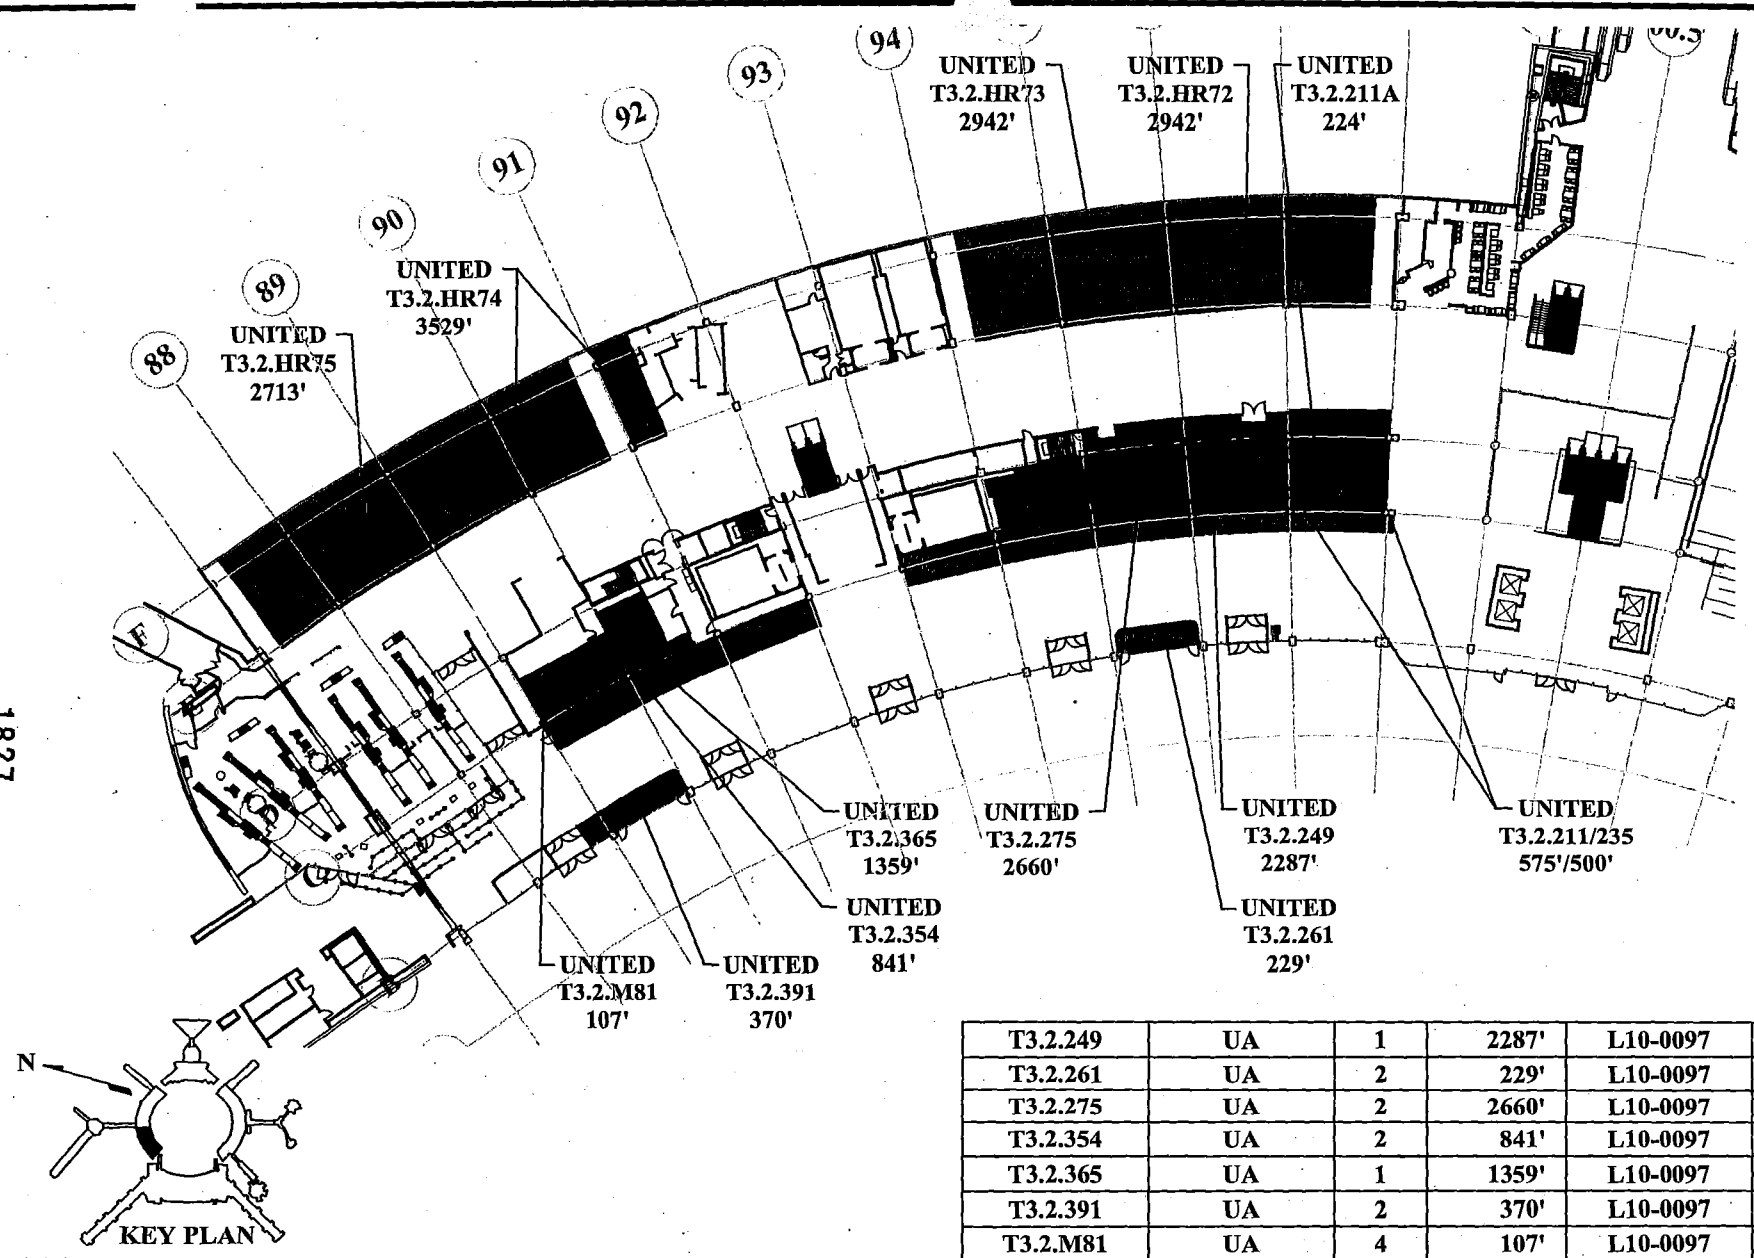 94
93
92
91
90
89
88
F
C
UNITED
T3.2.HR73
2942'
UNITED
T3.2.HR72
2942'
UNITED
T3.2.211A
224'
UNITED
T3.2.HR74
3529'
UNITED
T3.2.HR75
2713'
UNITED
T3.2.365
1359'
UNITED
T3.2.275
2660'
UNITED
T3.2.249
2287'
UNITED
T3.2.211/235
575'/500'
UNITED
T3.2.354
841'
UNITED
T3.2.261
229'
UNITED
T3.2.M81
107'
UNITED
T3.2.391
370'
1827
N
KEY PLAN
T3.2.249 UA 1 2287' L10-0097
T3.2.261 UA 2 229' L10-0097
T3.2.275 UA 2 2660' L10-0097
T3.2.354 UA 2 841' L10-0097
T3.2.365 UA 1 1359' L10-0097
T3.2.391 UA 2 370' L10-0097
T3.2.M81 UA 4 107' L10-0097